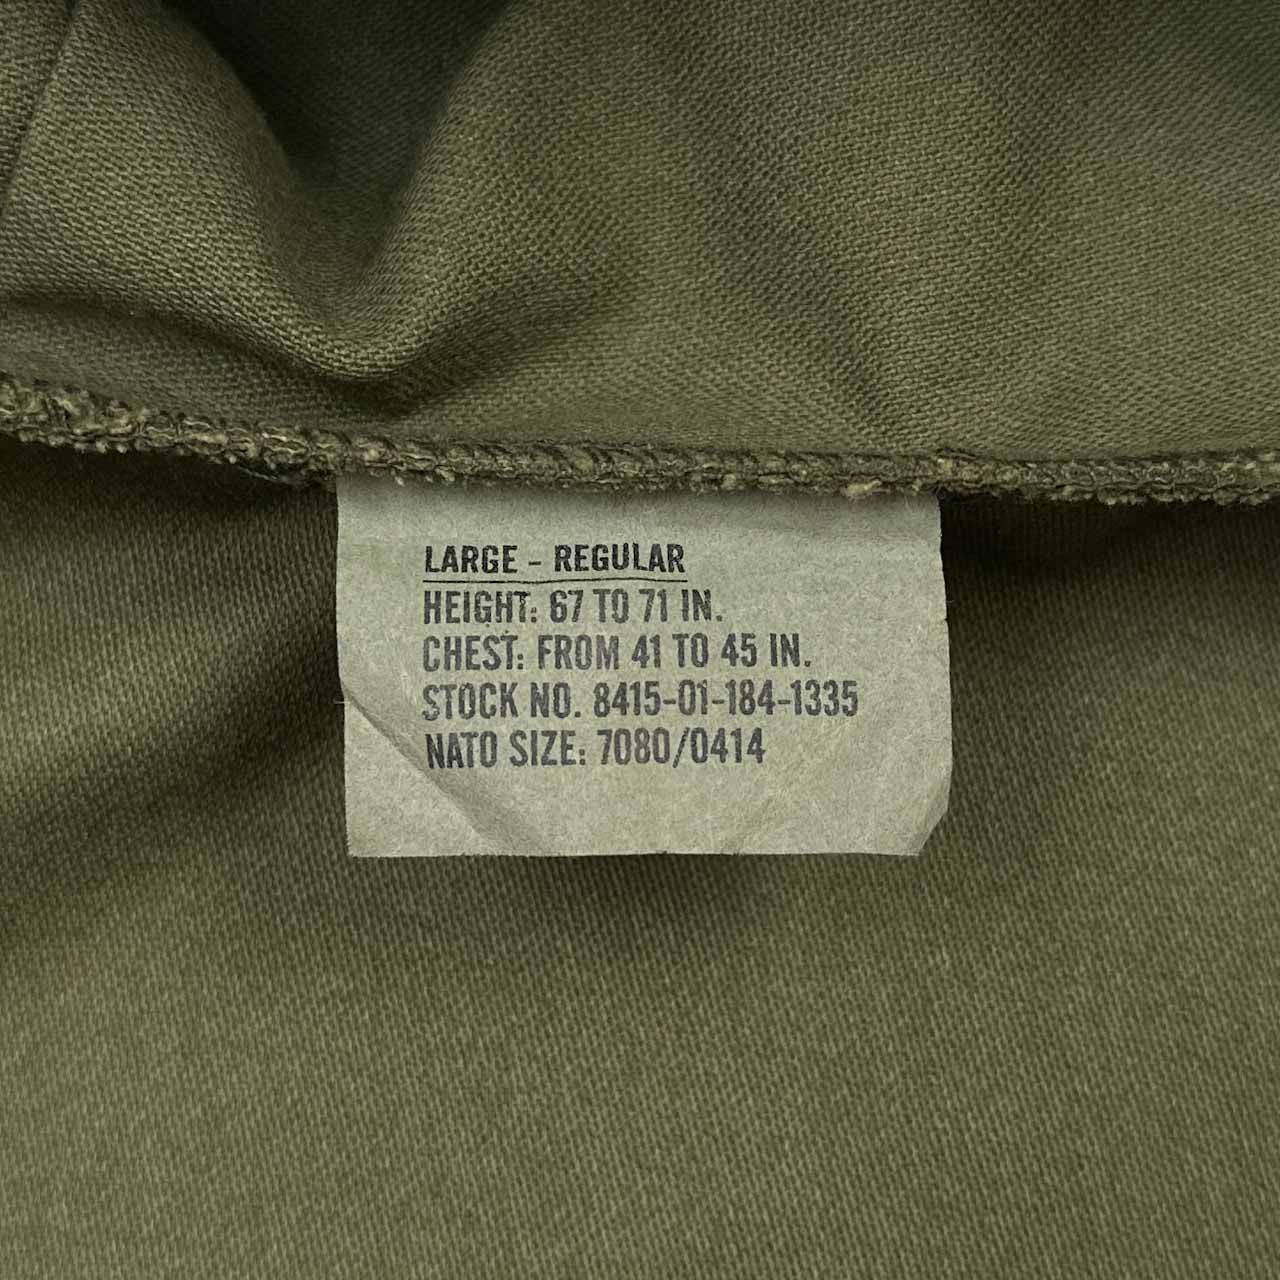 LARGE - REGULAR
HEIGHT: 67 TO 71 IN.
CHEST: FROM 41 TO 45 IN.
STOCK NO. 8415-01-184-1335
NATO SIZE: 7080/0414